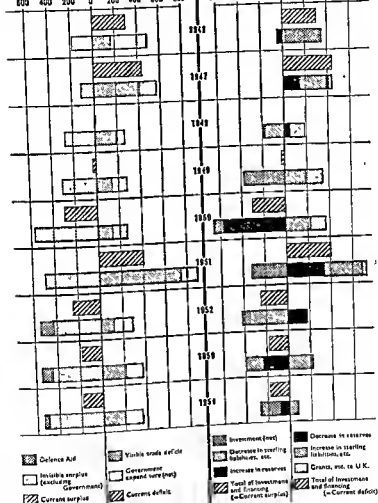 600 400 200 0 200 400 600 800
1946
1947
1948
1949
1950
1951
1952
1953
1954
Defence Aid
Visible trade deficit
Invisible surplus
(excluding
Government)
Government
expenditure (net)
Current surplus
Current deficit
Investment (net)
Decrease in reserves
Decrease in sterling
liabilities, etc.
Increase in sterling
liabilities, etc.
Increase in reserves
Grants, etc. to U.K.
Total of Investment
and financing
(=Current surplus)
Total of Investment
and financing
(=Current deficit)